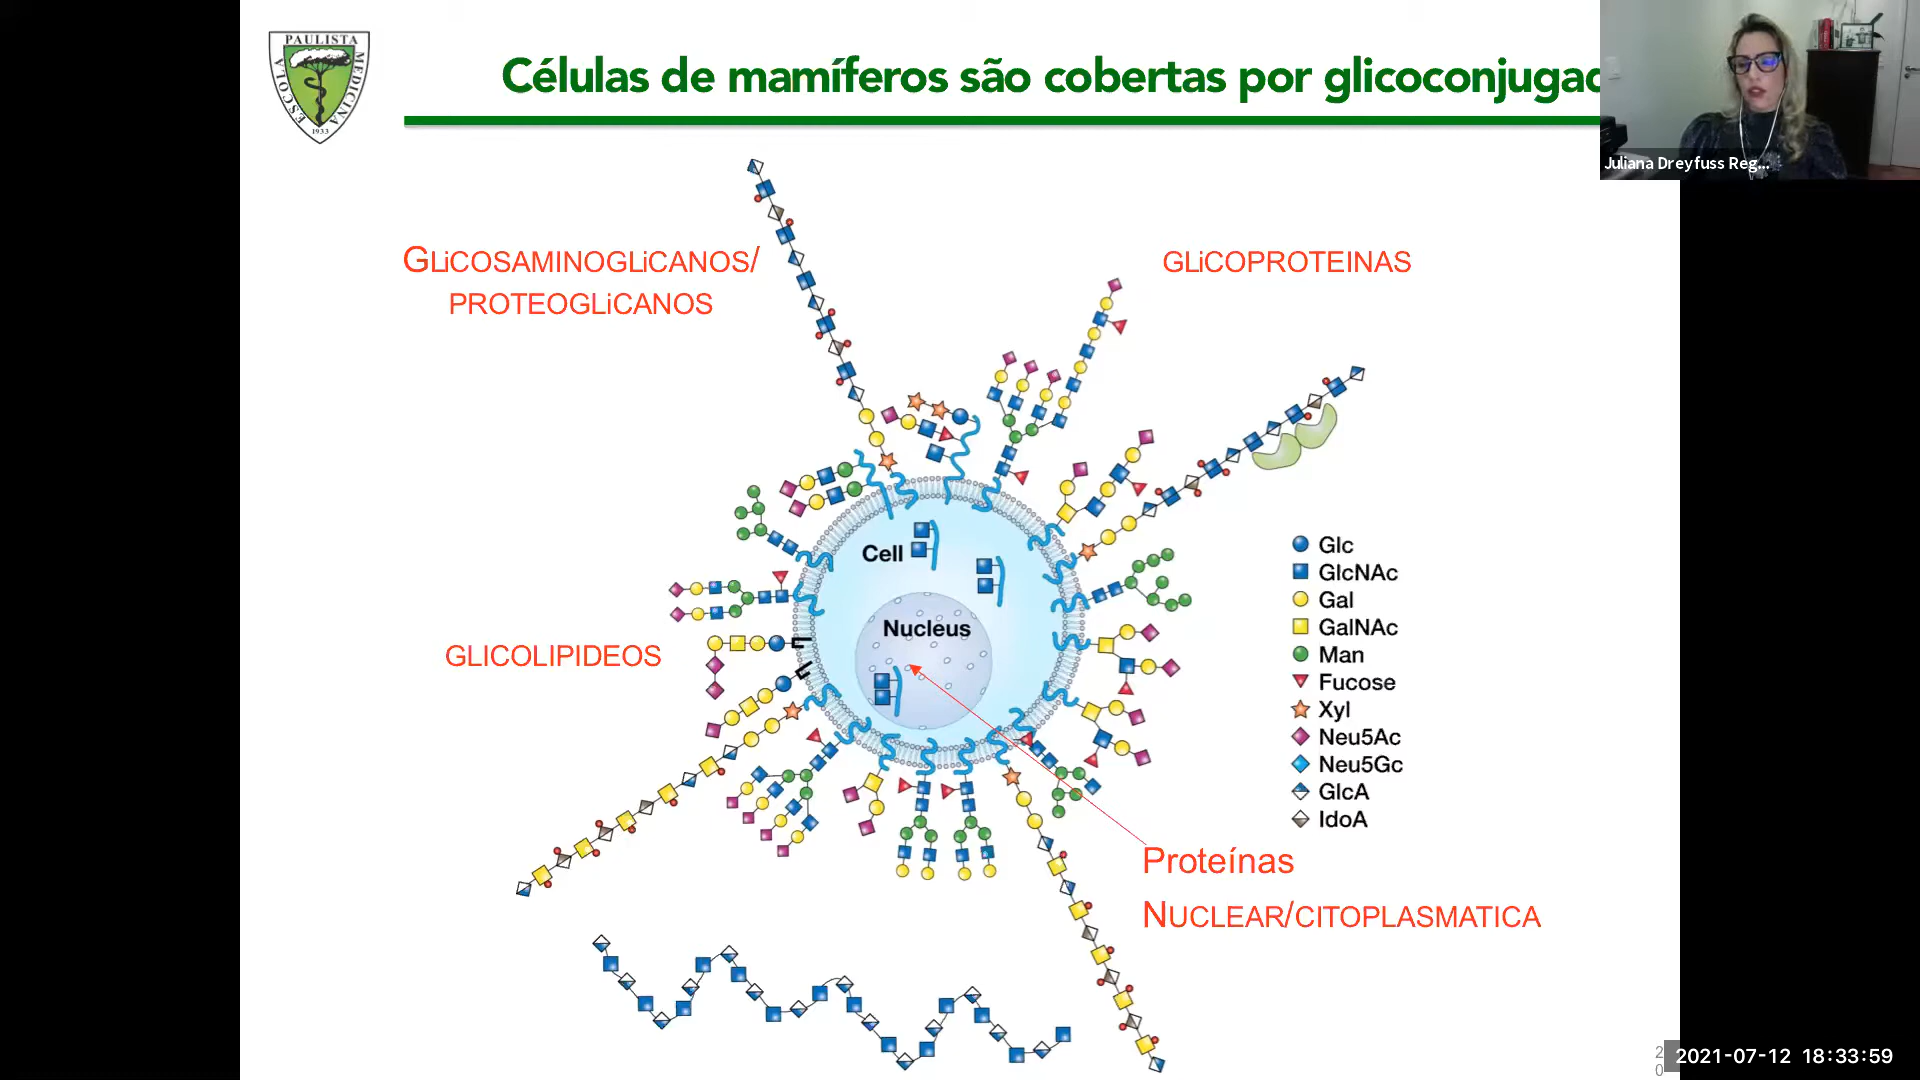 PAULISTA
ESCOLA
MEDICINA
1933
Células de mamíferos são cobertas por glicoconjugad
Juliana Dreyfuss Reg...
GLiCOSAMINOGLiCANOS/
PROTEOGLiCANOS
GLiCOPROTEINAS
Cell
Nucleus
GLICOLIPIDEOS
Glc
GlcNAc
Gal
GalNAc
Man
Fucose
Xyl
Neu5Ac
Neu5Gc
GlcA
IdoA
Proteínas
NUCLEAR/CITOPLASMATICA
2
0
2021-07-12 18:33:59